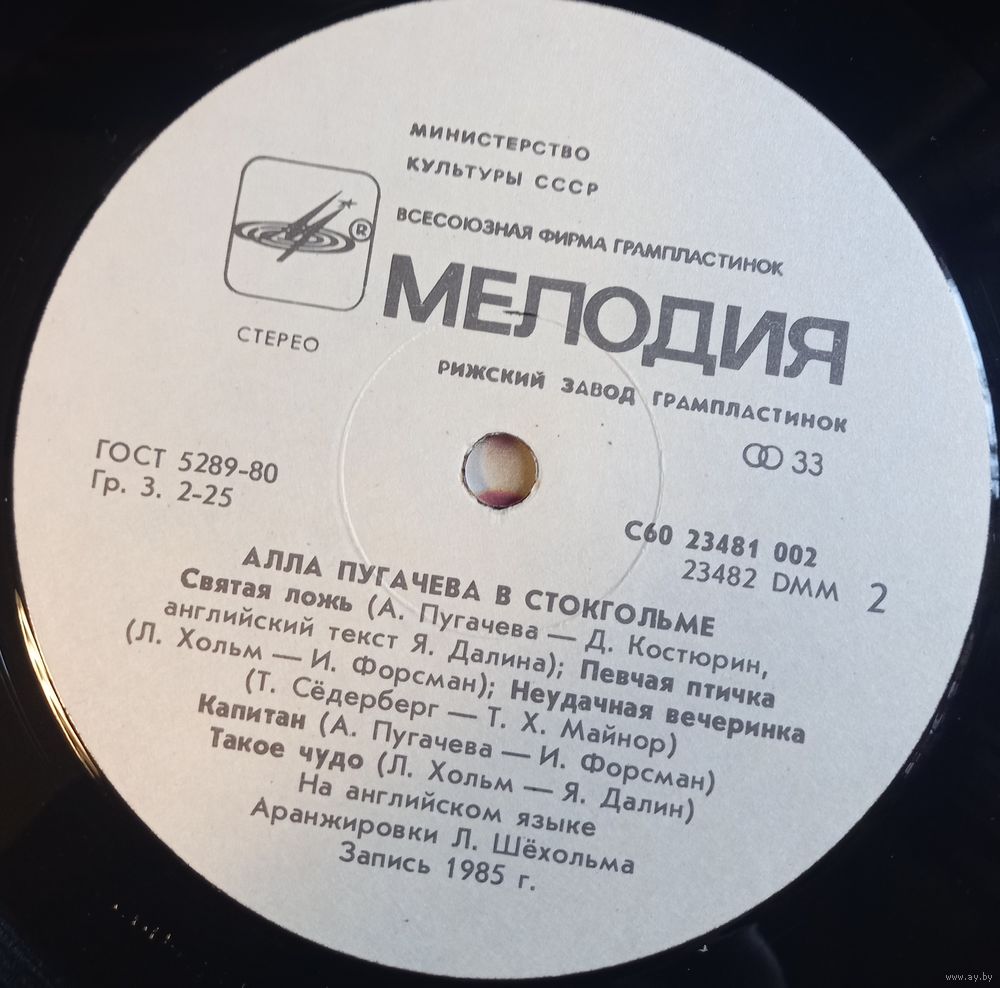 МИНИСТЕРСТВО
КУЛЬТУРЫ СССР
ВСЕСОЮЗНАЯ ФИРМА ГРАМПЛАСТИНОК
МЕЛОДИЯ
®
СТЕРЕО
РИЖСКИЙ ЗАВОД ГРАМПЛАСТИНОК
33
ГОСТ 5289-80
Гр. 3. 2-25
С60 23481 002
23482 DMM 2
АЛЛА ПУГАЧЕВА В СТОКГОЛЬМЕ
Святая ложь (А. Пугачева — Д. Костюрин,
английский текст Я. Далина); Певчая птичка
(Л. Хольм — И. Форсман); Неудачная вечеринка
(Т. Сёдерберг — Т. Х. Майнор)
Капитан (А. Пугачева — И. Форсман)
Такое чудо (Л. Хольм — Я. Далин)
На английском языке
Аранжировки Л. Шёхольма
Запись 1985 г.
www.ay.by